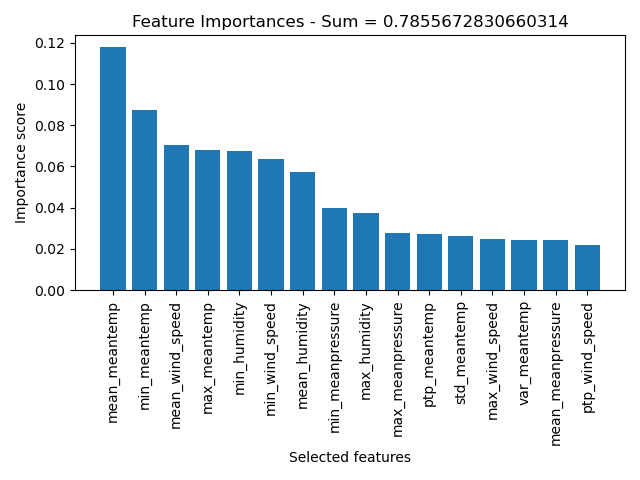 Feature Importances - Sum = 0.7855672830660314
Importance score
0.12
0.10
0.08
0.06
0.04
0.02
0.00
mean_meantemp
min_meantemp
mean_wind_speed
max_meantemp
min_humidity
min_wind_speed
mean_humidity
min_meanpressure
max_humidity
max_meanpressure
ptp_meantemp
std_meantemp
max_wind_speed
var_meantemp
mean_meanpressure
ptp_wind_speed
Selected features